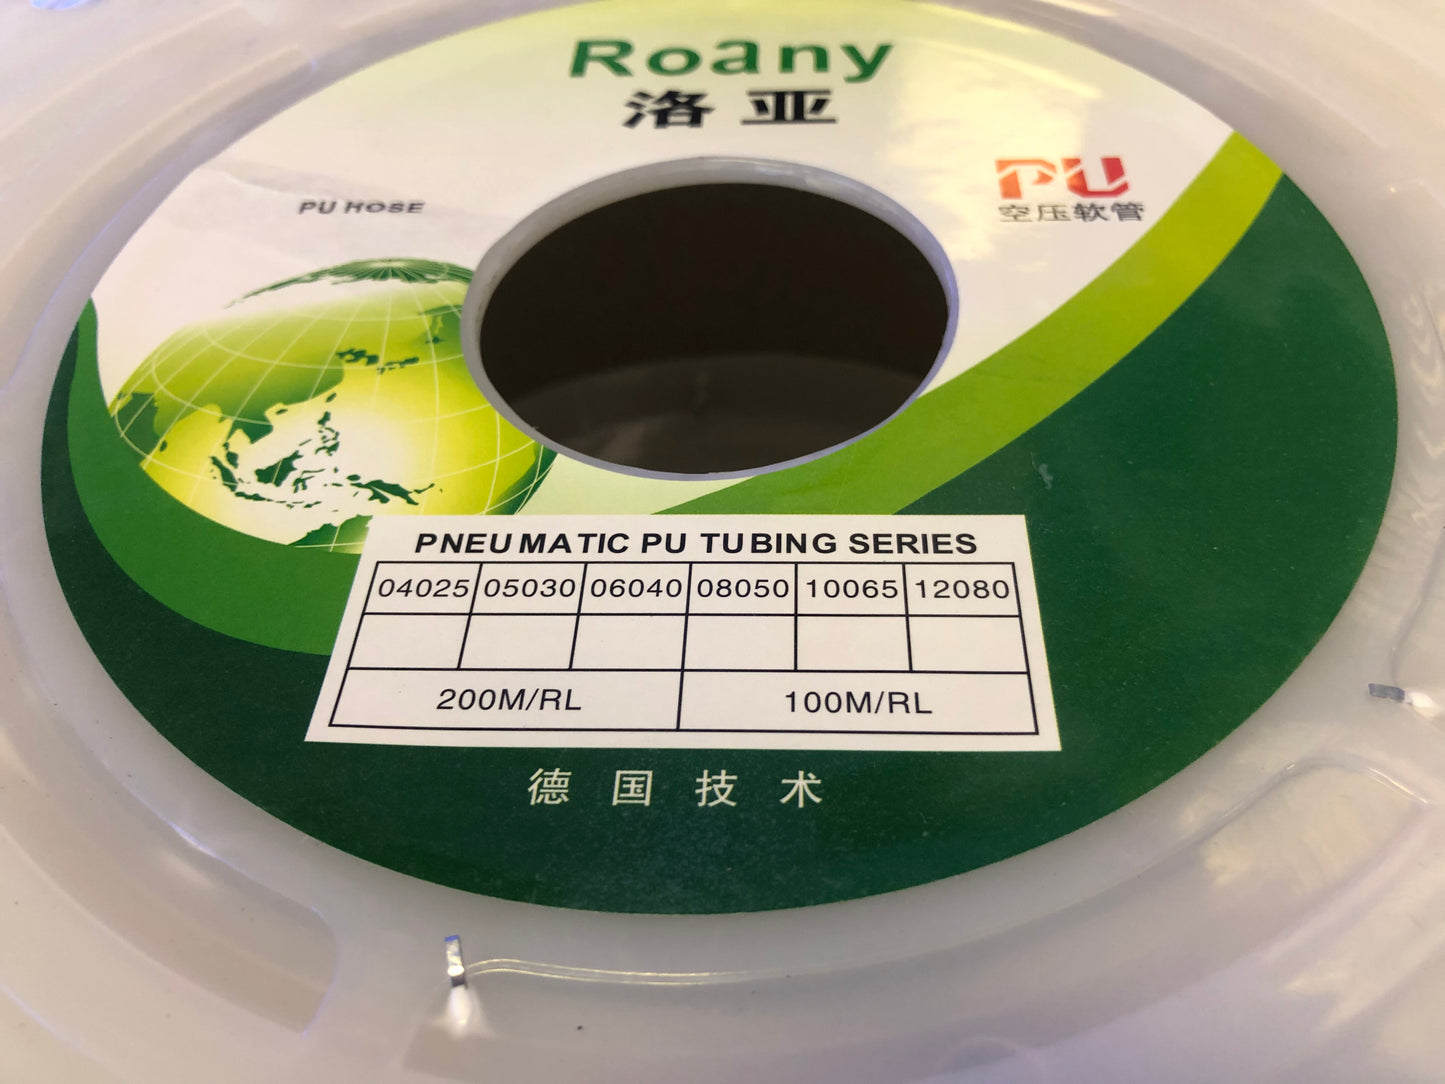 Roany
洛亚
PU HOSE
PU
空压软管
PNEUMATIC PU TUBING SERIES
04025 05030 06040 08050 10065 12080
200M/RL 100M/RL
德国技术